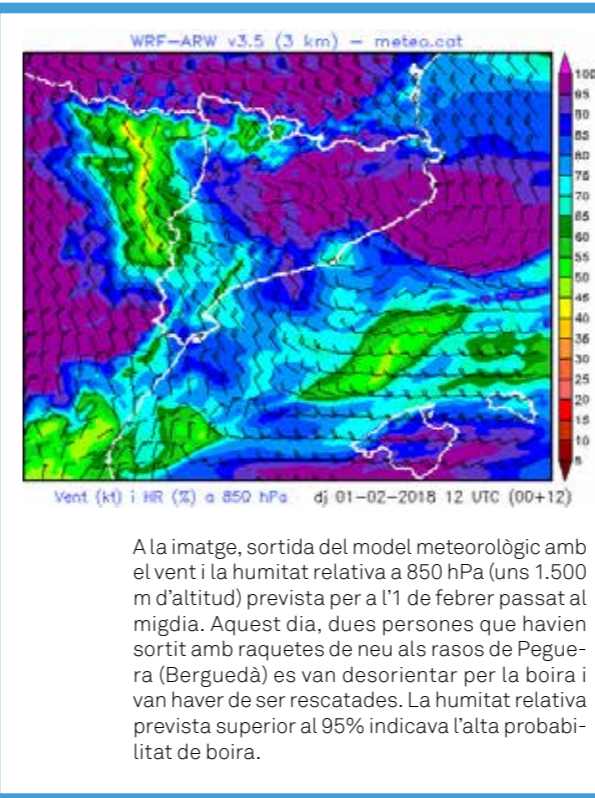 WRF-ARW v3.5 (3 km) - meteo.cat
100
95
90
85
80
75
70
65
60
55
50
45
40
35
30
25
20
15
10
5
Vent (kt) i HR (%) a 850 hPa dj 01-02-2018 12 UTC (00+12)
A la imatge, sortida del model meteorològic amb
el vent i la humitat relativa a 850 hPa (uns 1.500
m d’altitud) prevista per a l’1 de febrer passat al
migdia. Aquest dia, dues persones que havien
sortit amb raquetes de neu als rasos de Pegue-
ra (Berguedà) es van desorientar per la boira i
van haver de ser rescatades. La humitat relativa
prevista superior al 95% indicava l’alta probabi-
litat de boira.